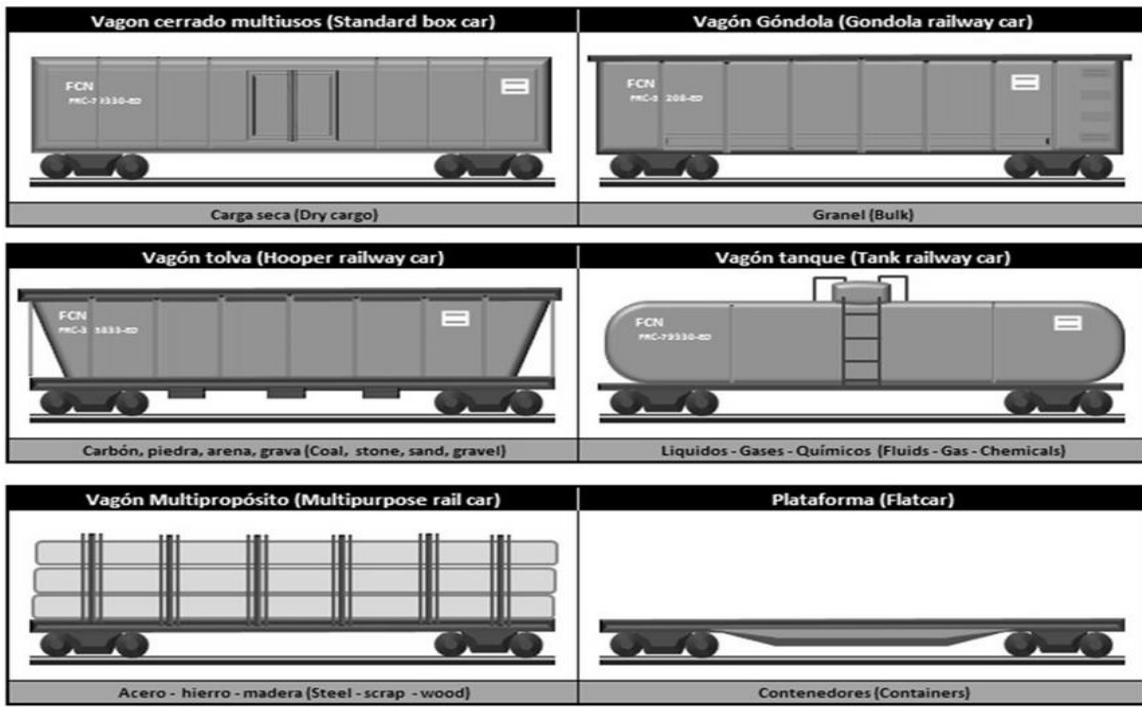 Vagon cerrado multiusos (Standard box car)
Vagón Góndola (Gondola railway car)
FCN
FCN
Carga seca (Dry cargo)
Granel (Bulk)
Vagón tolva (Hooper railway car)
Vagón tanque (Tank railway car)
FCN
FCN
FRC-79330-ED
Carbón, piedra, arena, grava (Coal, stone, sand, gravel)
Liquidos - Gases - Químicos (Fluids - Gas - Chemicals)
Vagón Multipropósito (Multipurpose rail car)
Plataforma (Flatcar)
Acero - hierro - madera (Steel - scrap - wood)
Contenedores (Containers)